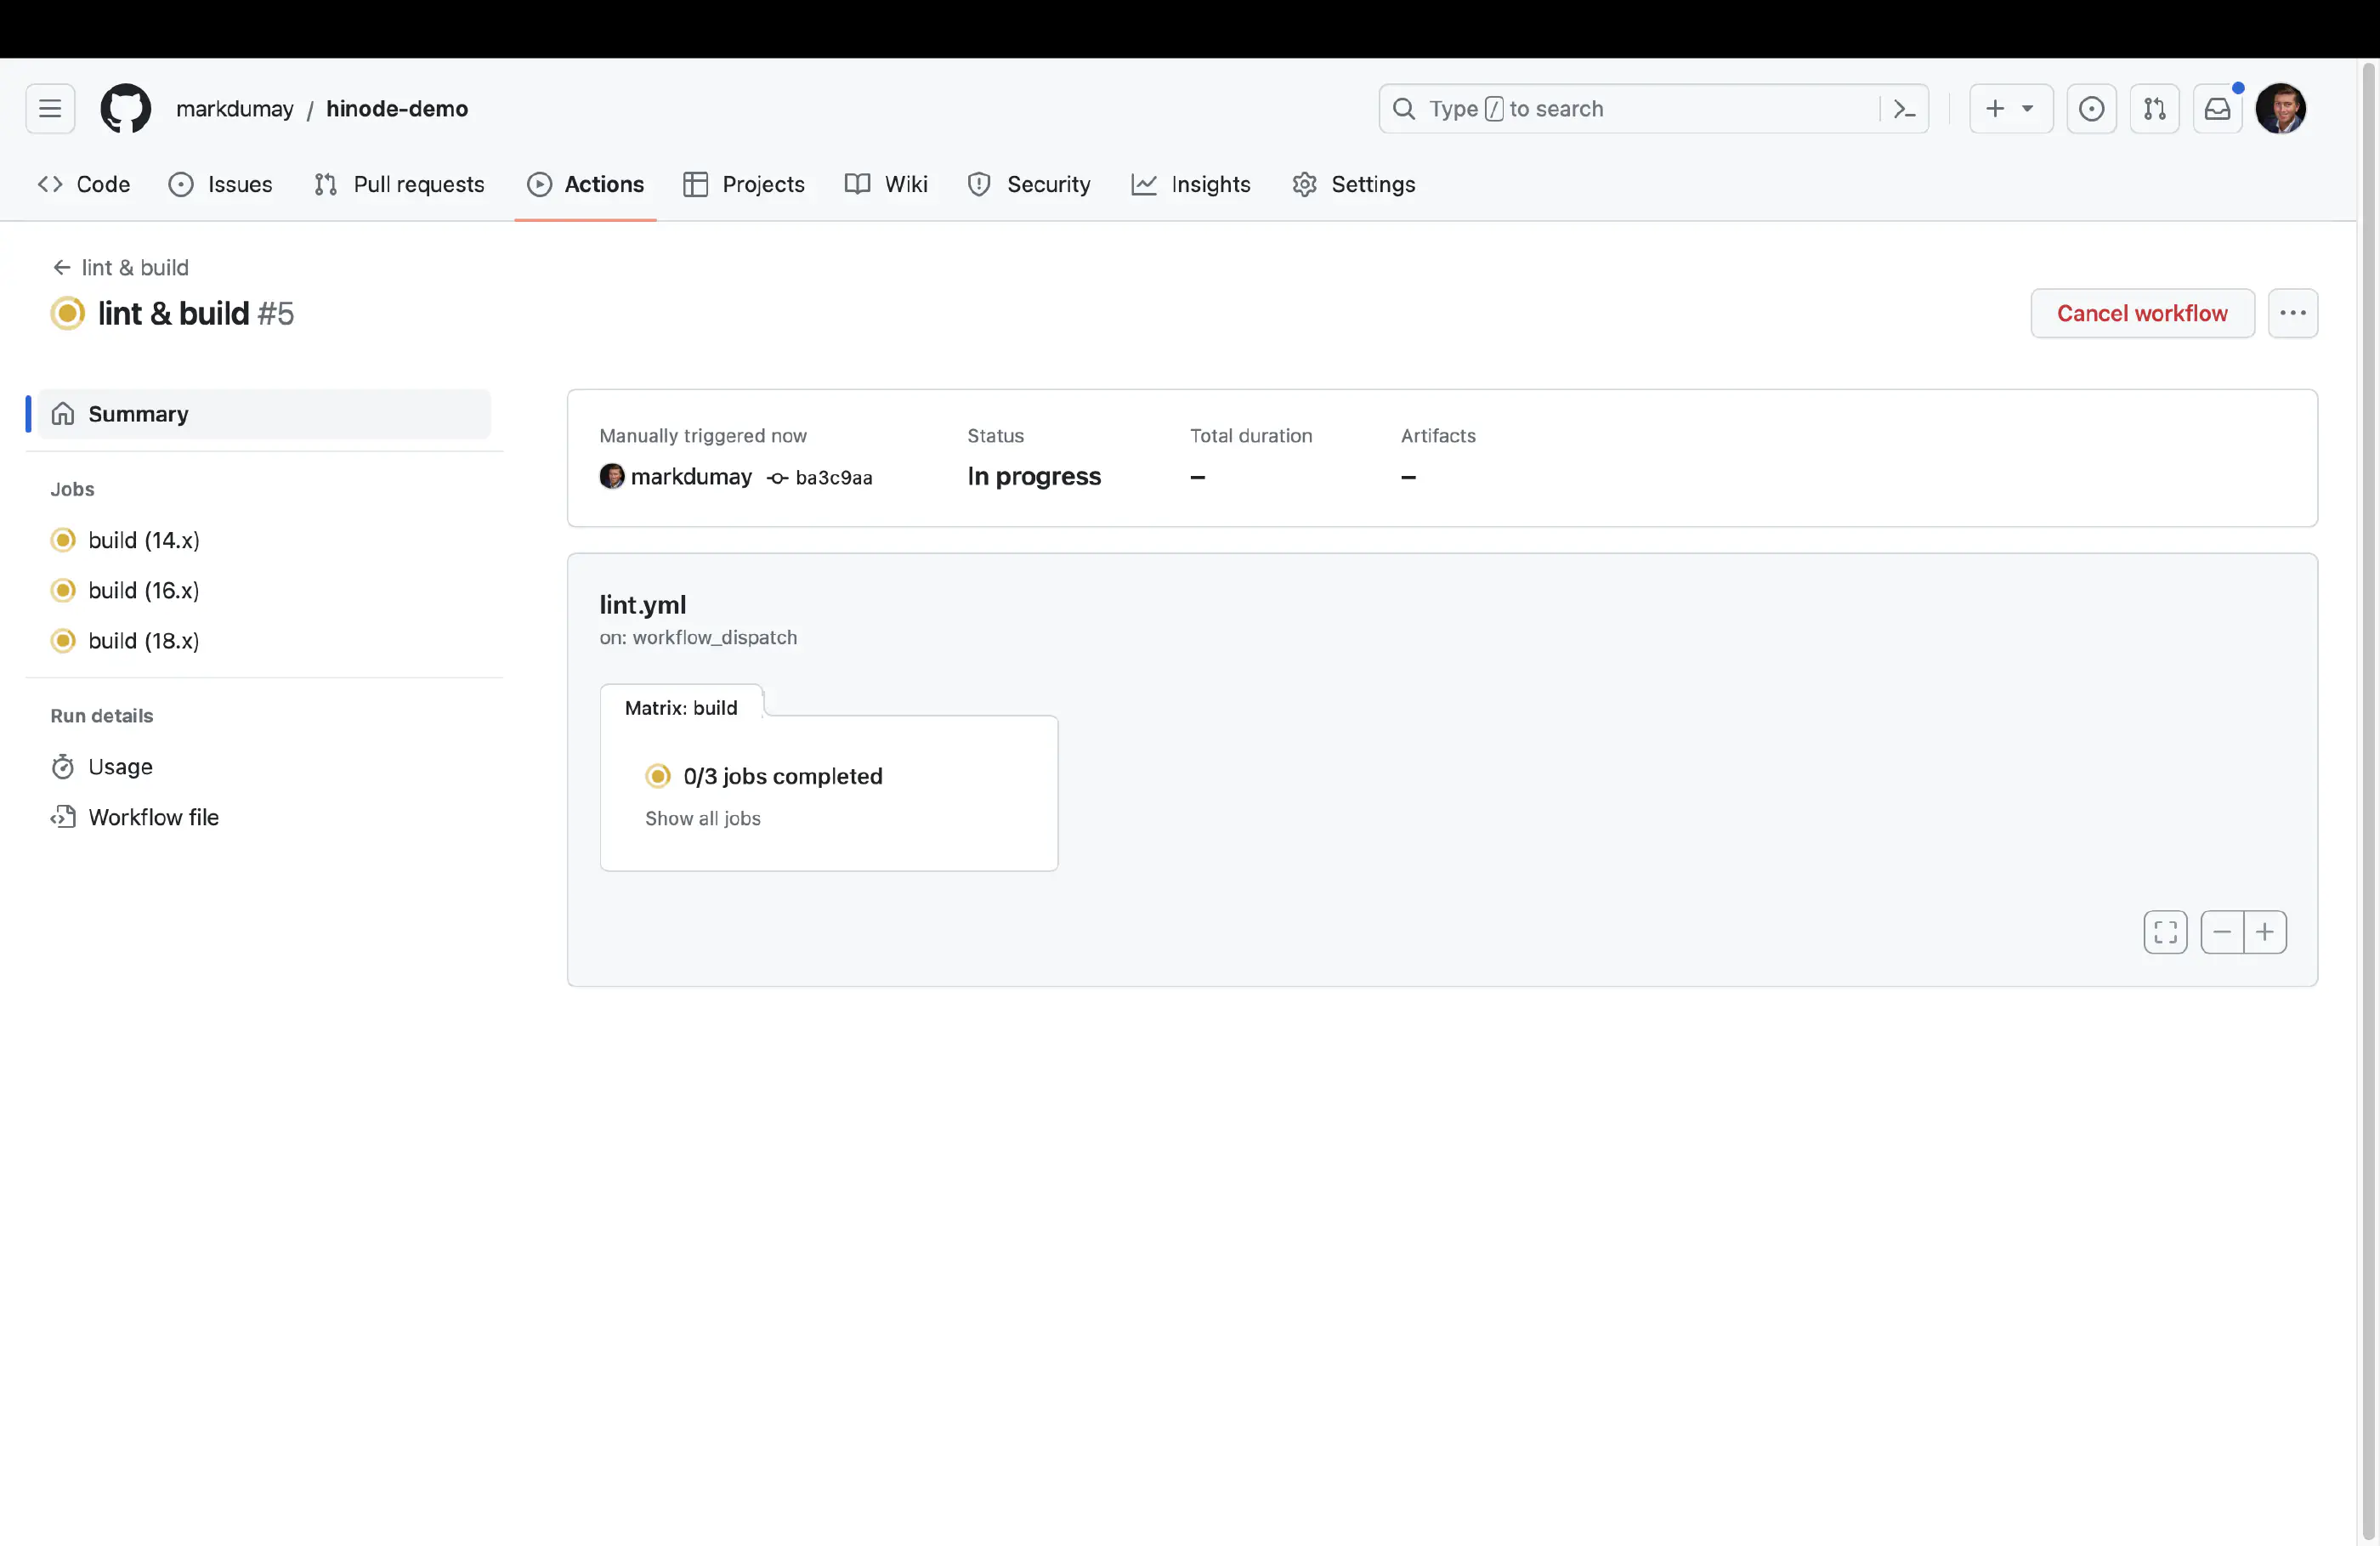 markdumay / hinode-demo
Type / to search
Code Issues Pull requests Actions Projects Wiki Security Insights Settings
← lint & build
lint & build #5
Cancel workflow
Summary
Jobs
build (14.x)
build (16.x)
build (18.x)
Run details
Usage
Workflow file
Manually triggered now
markdumay ba3c9aa
Status
In progress
Total duration
–
Artifacts
–
lint.yml
on: workflow_dispatch
Matrix: build
0/3 jobs completed
Show all jobs